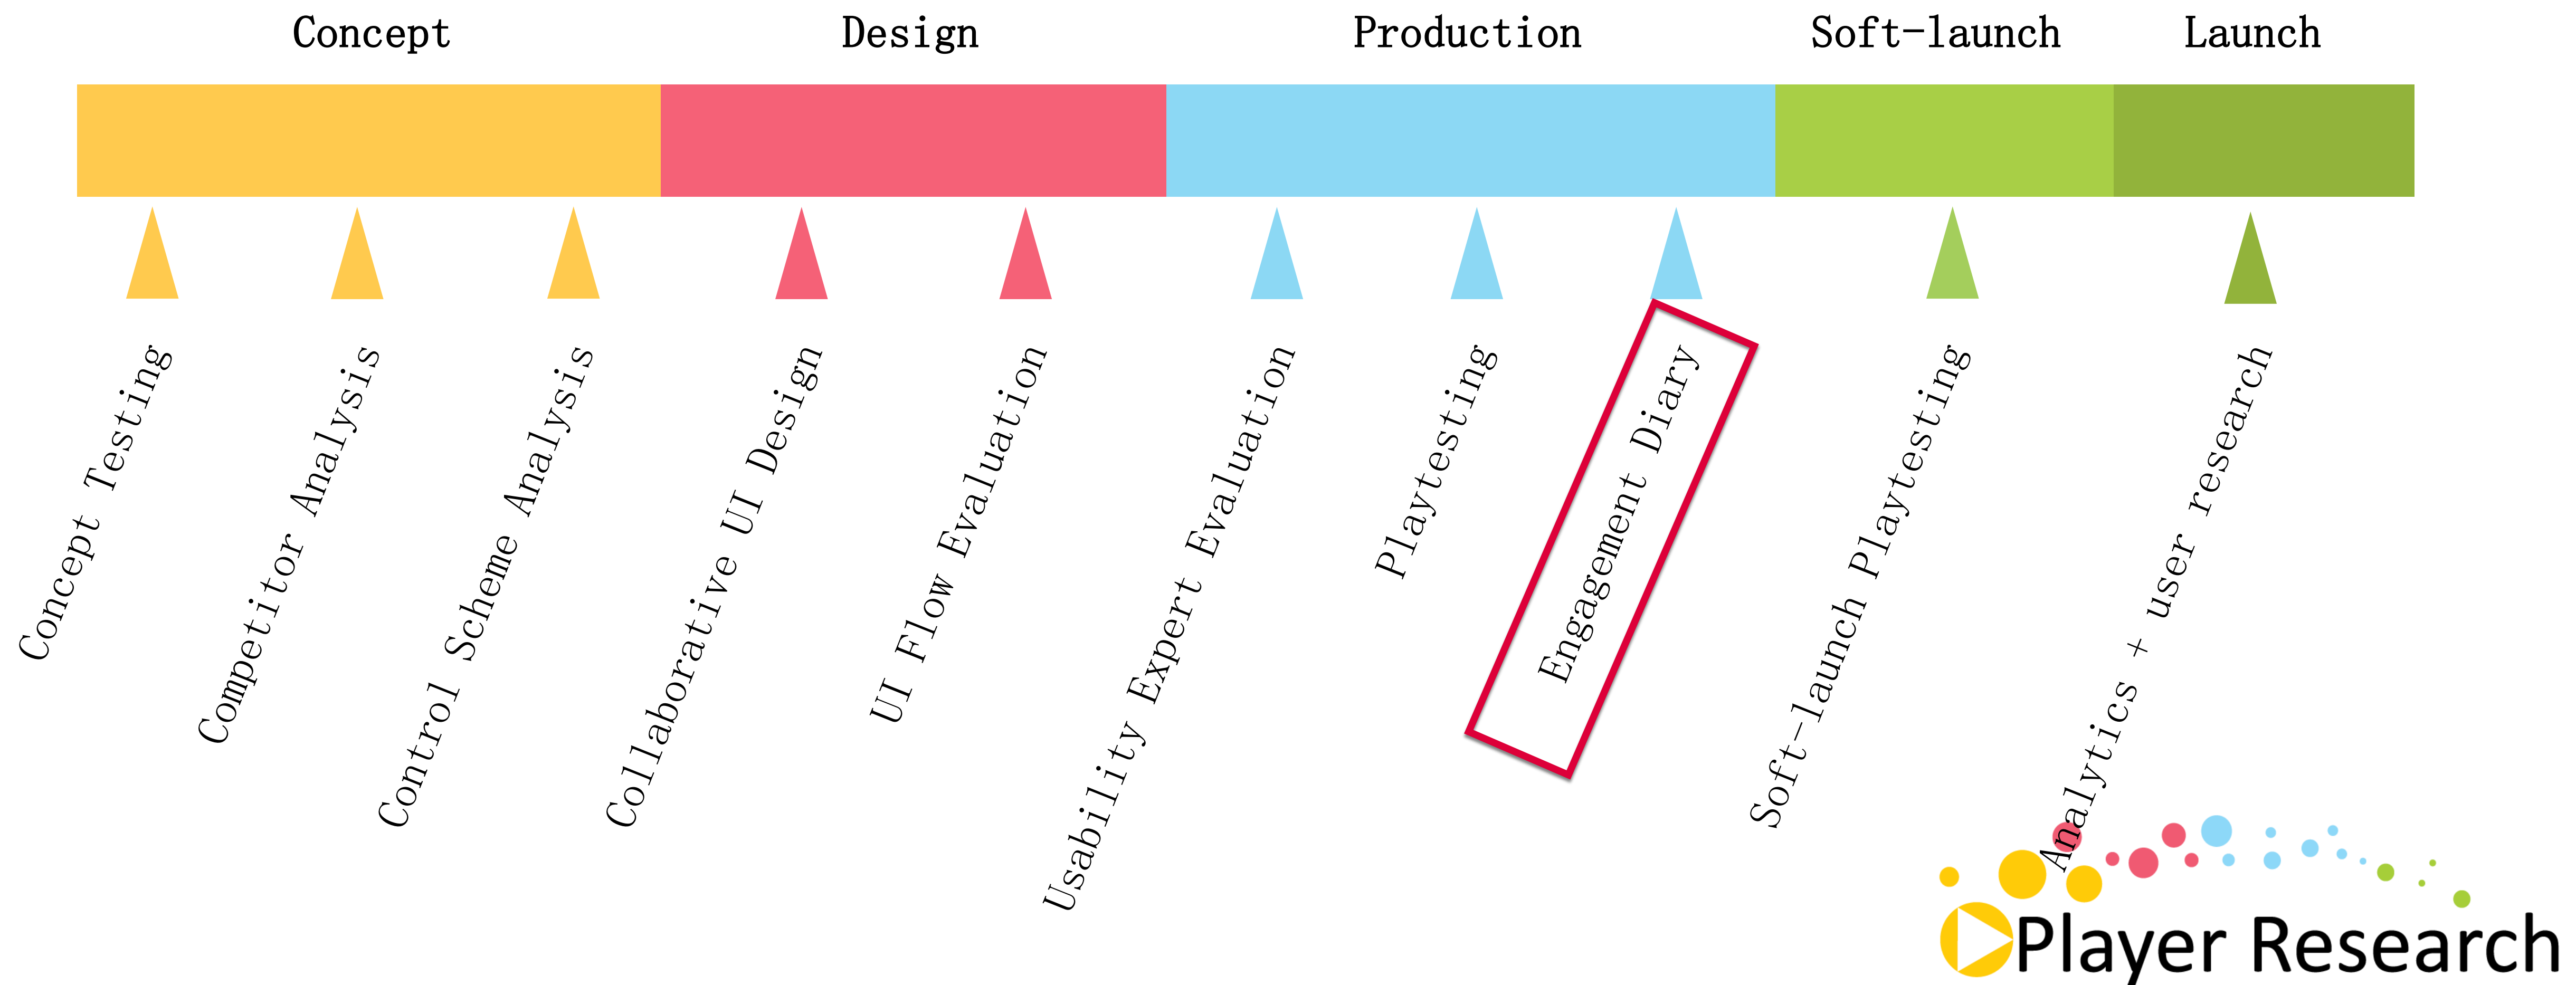 Concept
Design
Production
Soft-launch
Launch
Concept Testing
Competitor Analysis
Control Scheme Analysis
Collaborative UI Design
UI Flow Evaluation
Usability Expert Evaluation
Playtesting
Engagement Diary
Soft-launch Playtesting
Analytics + user research
Player Research